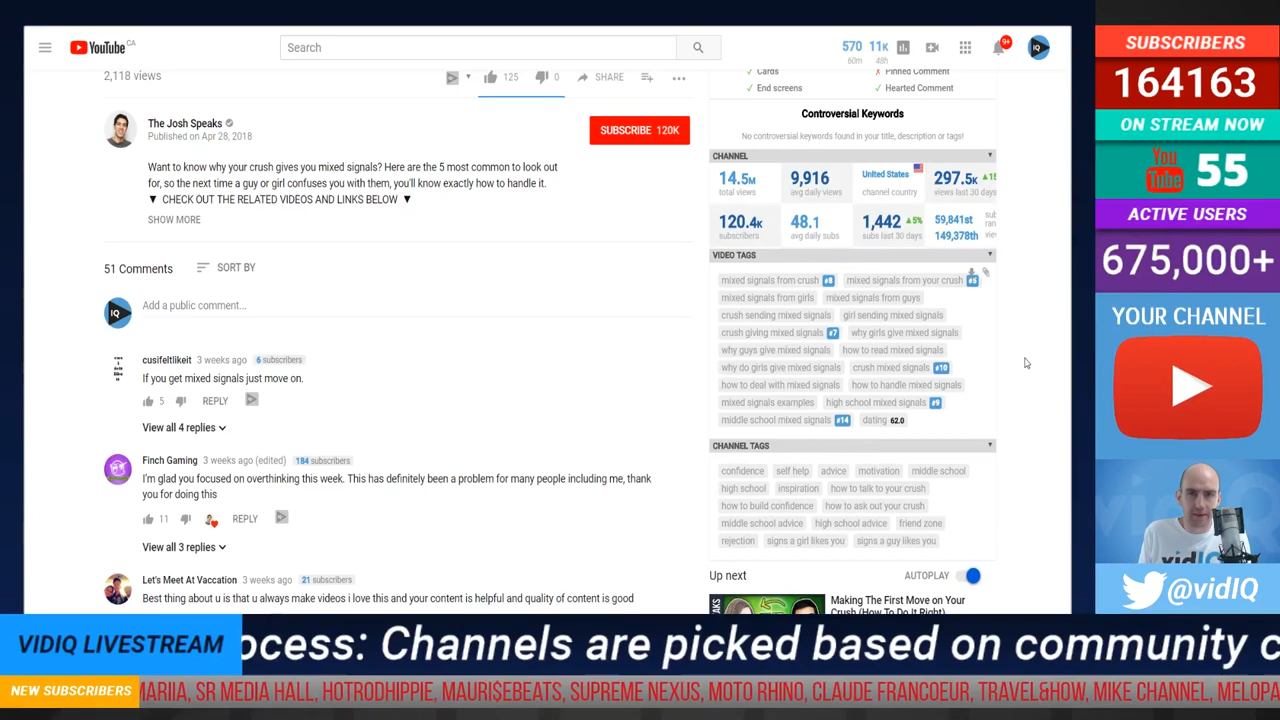 YouTube CA
Search
570 11K
60m 48h
9+
IQ
2,118 views
125 0 SHARE
The Josh Speaks
Published on Apr 28, 2018
SUBSCRIBE 120K
Want to know why your crush gives you mixed signals? Here are the 5 most common to look out
for, so the next time a guy or girl confuses you with them, you'll know exactly how to handle it.
▼ CHECK OUT THE RELATED VIDEOS AND LINKS BELOW ▼
SHOW MORE
51 Comments SORT BY
IQ
Add a public comment...
cusifeltlikeit 3 weeks ago 6 subscribers
If you get mixed signals just move on.
5 REPLY
View all 4 replies
Finch Gaming 3 weeks ago (edited) 184 subscribers
I'm glad you focused on overthinking this week. This has definitely been a problem for many people including me, thank
you for doing this
11 REPLY
View all 3 replies
Let's Meet At Vaccation 3 weeks ago 21 subscribers
Best thing about u is that u always make videos i love this and your content is helpful and quality of content is good
✓ Cards ✗ Pinned Comment
✓ End screens ✓ Hearted Comment
Controversial Keywords
No controversial keywords found in your title, description or tags!
CHANNEL
14.5M 9,916 United States 297.5K ▲15
total views avg daily views channel country views last 30 days
120.4K 48.1 1,442 ▲5% 59,841st sub
subscribers avg daily subs subs last 30 days 149,378th
VIDEO TAGS
mixed signals from crush #8 mixed signals from your crush #5
mixed signals from girls mixed signals from guys
crush sending mixed signals girl sending mixed signals
crush giving mixed signals #7 why girls give mixed signals
why guys give mixed signals how to read mixed signals
why do girls give mixed signals crush mixed signals #10
how to deal with mixed signals how to handle mixed signals
mixed signals examples high school mixed signals #9
middle school mixed signals #14 dating 62.0
CHANNEL TAGS
confidence self help advice motivation middle school
high school inspiration how to talk to your crush
how to build confidence how to ask out your crush
middle school advice high school advice friend zone
rejection signs a girl likes you signs a guy likes you
Up next AUTOPLAY
Making The First Move on Your
Crush (How To Do It Right)
SUBSCRIBERS
164163
ON STREAM NOW
You Tube 55
ACTIVE USERS
675,000+
YOUR CHANNEL
vidIQ
@vidIQ
VIDIQ LIVESTREAM ocess: Channels are picked based on community c
NEW SUBSCRIBERS MARIIA, SR MEDIA HALL, HOTRODHIPPIE, MAURI$EBEATS, SUPREME NEXUS, MOTO RHINO, CLAUDE FRANCOEUR, TRAVEL&HOW, MIKE CHANNEL, MELOPA